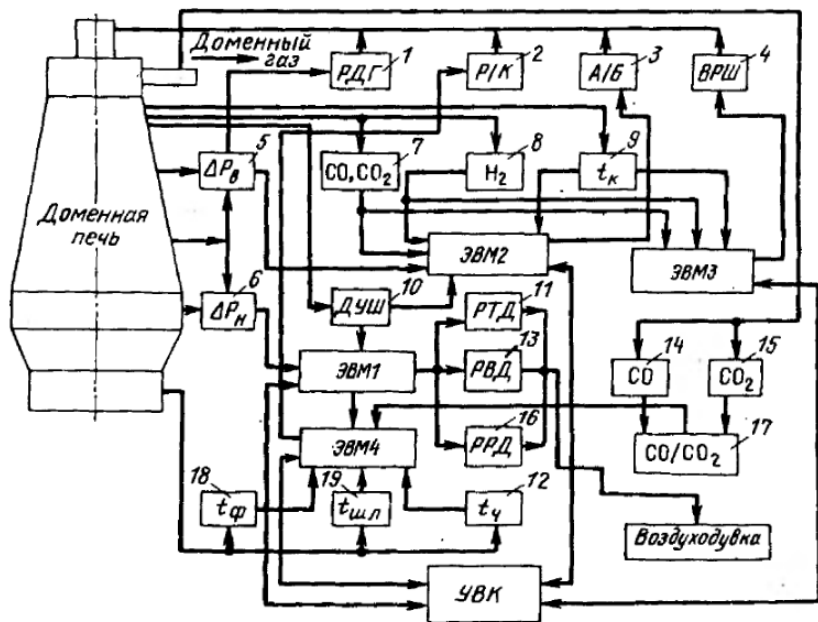 Доменный
газ
РДГ
1
Р/К
2
А/Б
3
ВРШ
4
ΔPв
5
CO, CO2
7
H2
8
tк
9
Доменная
печь
ЭВМ2
ЭВМ3
ΔPн
6
ДУШ
10
РТД
11
ЭВМ1
РВД
13
CO
14
CO2
15
ЭВМ4
РРД
16
CO/CO2
17
18
tф
19
tшл
tч
12
Воздуходувка
УВК